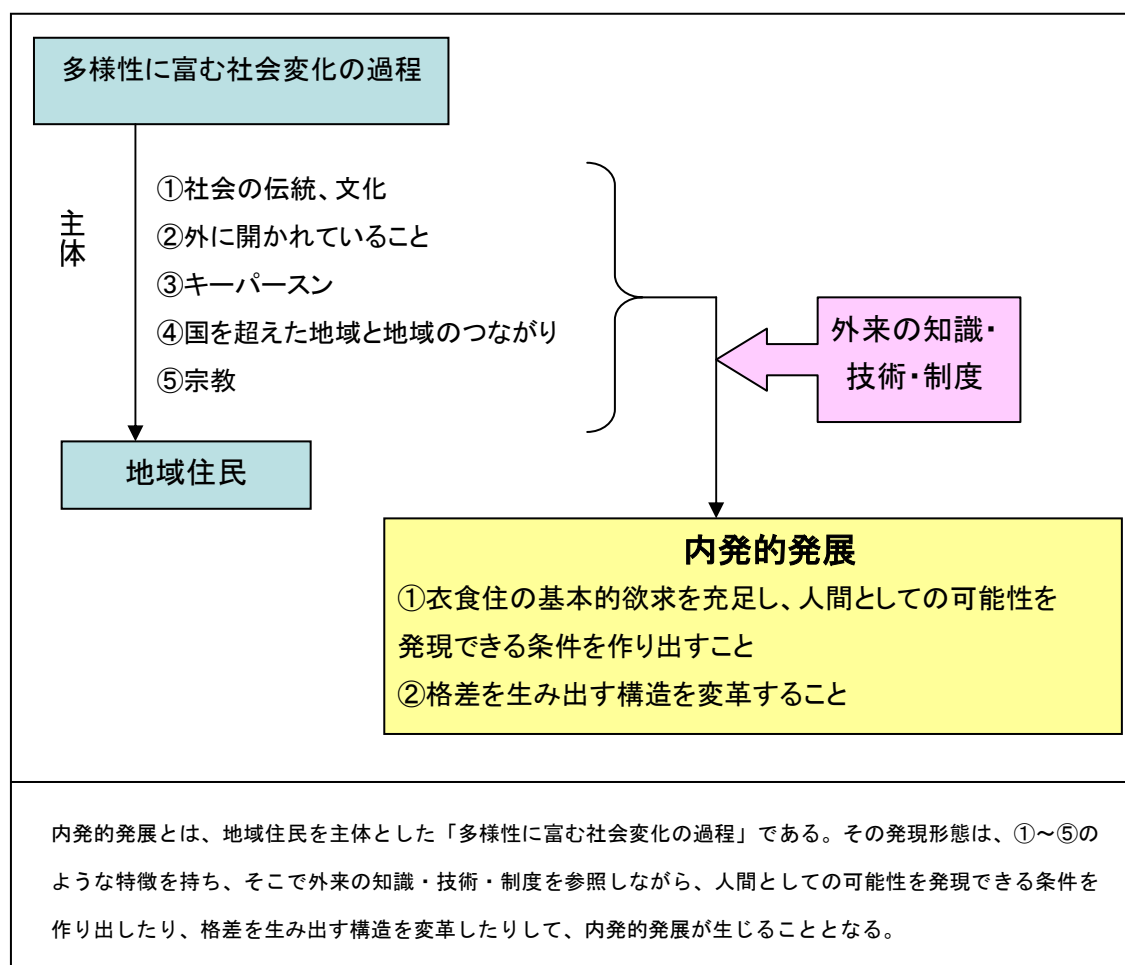 多様性に富む社会変化の過程
主体
①社会の伝統、文化
②外に開かれていること
③キーパースン
④国を超えた地域と地域のつながり
⑤宗教
外来の知識・
技術・制度
地域住民
内発的発展
①衣食住の基本的欲求を充足し、人間としての可能性を
発現できる条件を作り出すこと
②格差を生み出す構造を変革すること
内発的発展とは、地域住民を主体とした「多様性に富む社会変化の過程」である。その発現形態は、①～⑤の
ような特徴を持ち、そこで外来の知識・技術・制度を参照しながら、人間としての可能性を発現できる条件を
作り出したり、格差を生み出す構造を変革したりして、内発的発展が生じることとなる。